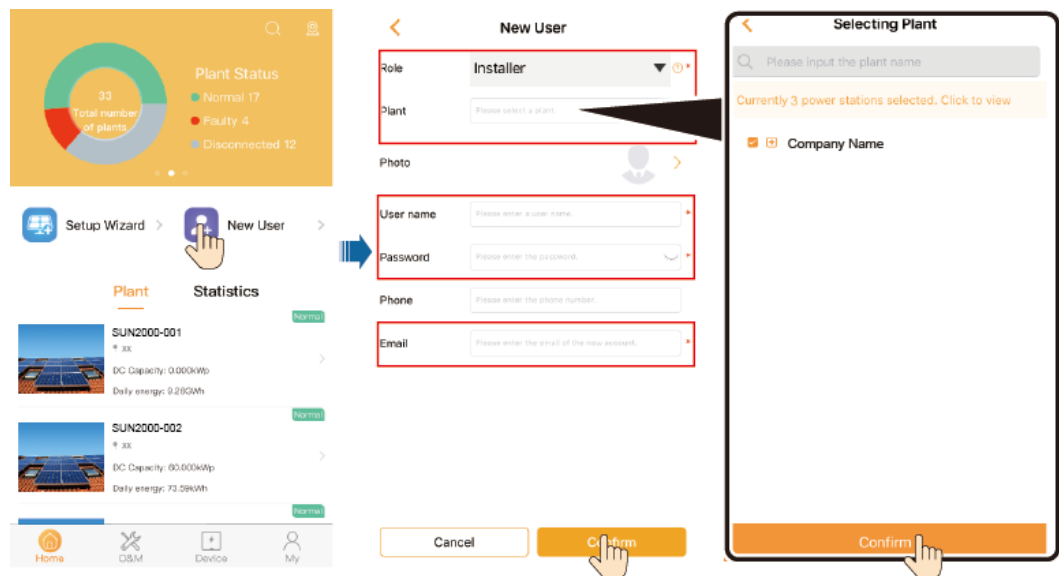 33
Total number
of plants
Plant Status
Normal 17
Faulty 4
Disconnected 12
Setup Wizard
New User
Plant
Statistics
Normal
SUN2000-001
xx
DC Capacity: 0.000kWp
Daily energy: 9.263Wh
Normal
SUN2000-002
xx
DC Capacity: 60.000kWp
Daily energy: 73.59kWh
Normal
Home
O&M
Device
My
New User
Role
Installer
*
Plant
Please select a plant.
Photo
User name
Please enter a user name.
*
Password
Please enter the password.
*
Phone
Please enter the phone number.
Email
Please enter the email of the new account.
*
Cancel
Confirm
Selecting Plant
Please input the plant name
Currently 3 power stations selected. Click to view
Company Name
Confirm